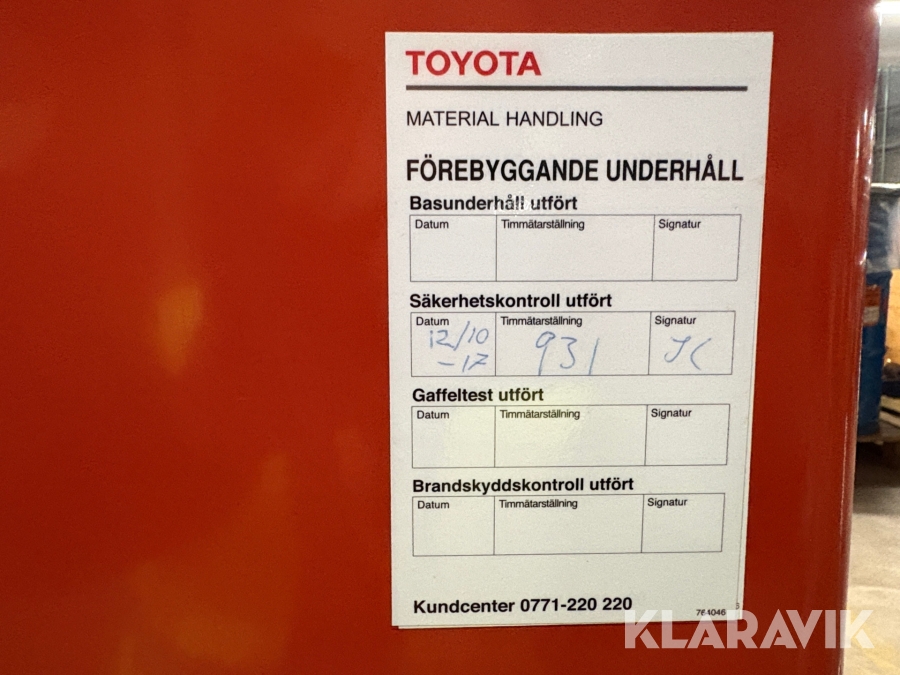 TOYOTA
MATERIAL HANDLING
FÖREBYGGANDE UNDERHÅLL
Basunderhåll utfört
Datum Timmätarställning Signatur
Säkerhetskontroll utfört
Datum Timmätarställning Signatur
12/10 931 JC
-17
Gaffeltest utfört
Datum Timmätarställning Signatur
Brandskyddskontroll utfört
Datum Timmätarställning Signatur
Kundcenter 0771-220 220
KLARAVIK